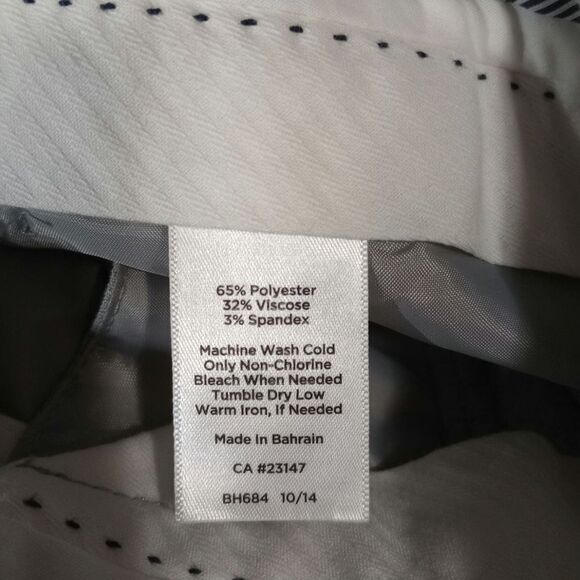 65% Polyester
32% Viscose
3% Spandex
Machine Wash Cold
Only Non-Chlorine
Bleach When Needed
Tumble Dry Low
Warm Iron, If Needed
Made In Bahrain
CA #23147
BH684 10/14